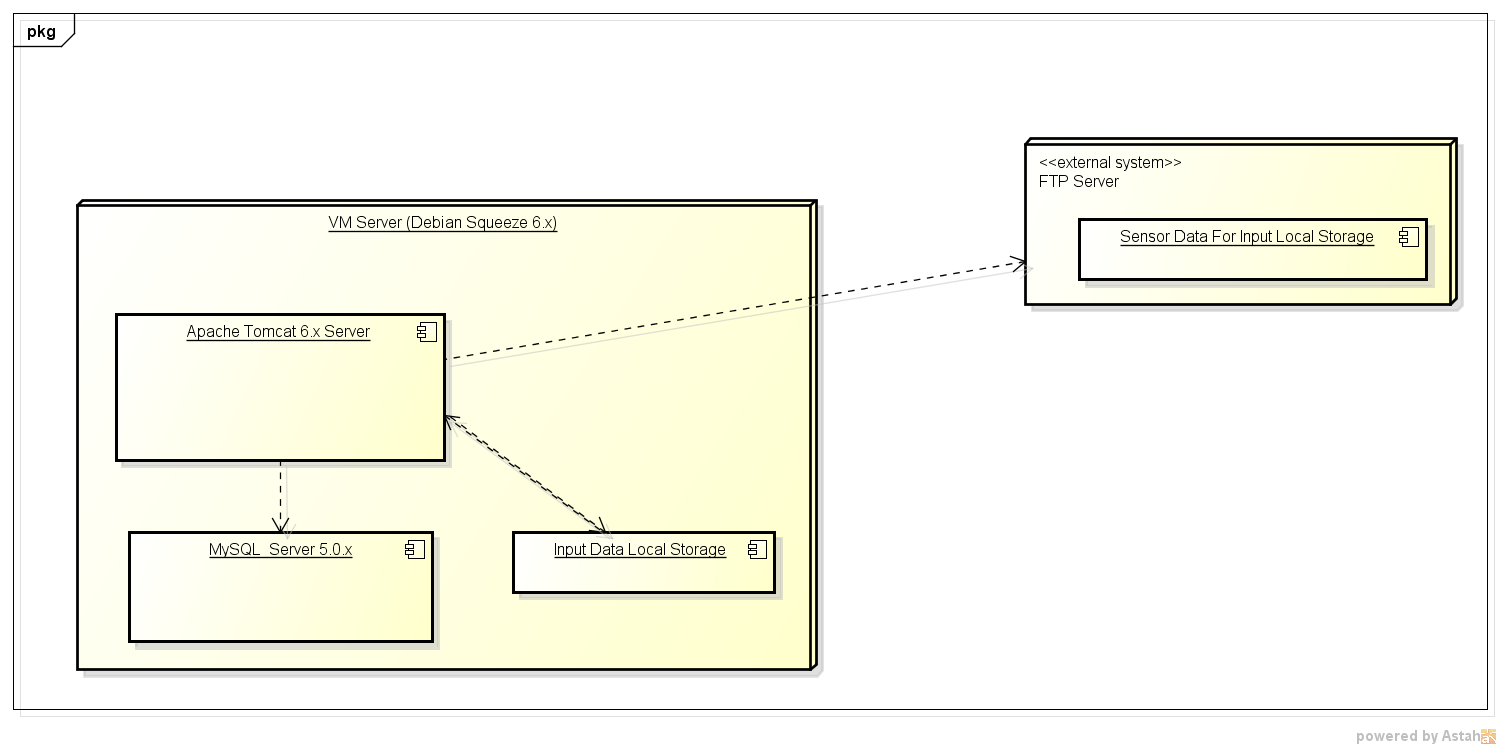 pkg
<<external system>>
FTP Server
Sensor Data For Input Local Storage
VM Server (Debian Squeeze 6.x)
Apache Tomcat 6.x Server
MySQL  Server 5.0.x
Input Data Local Storage
powered by Astah